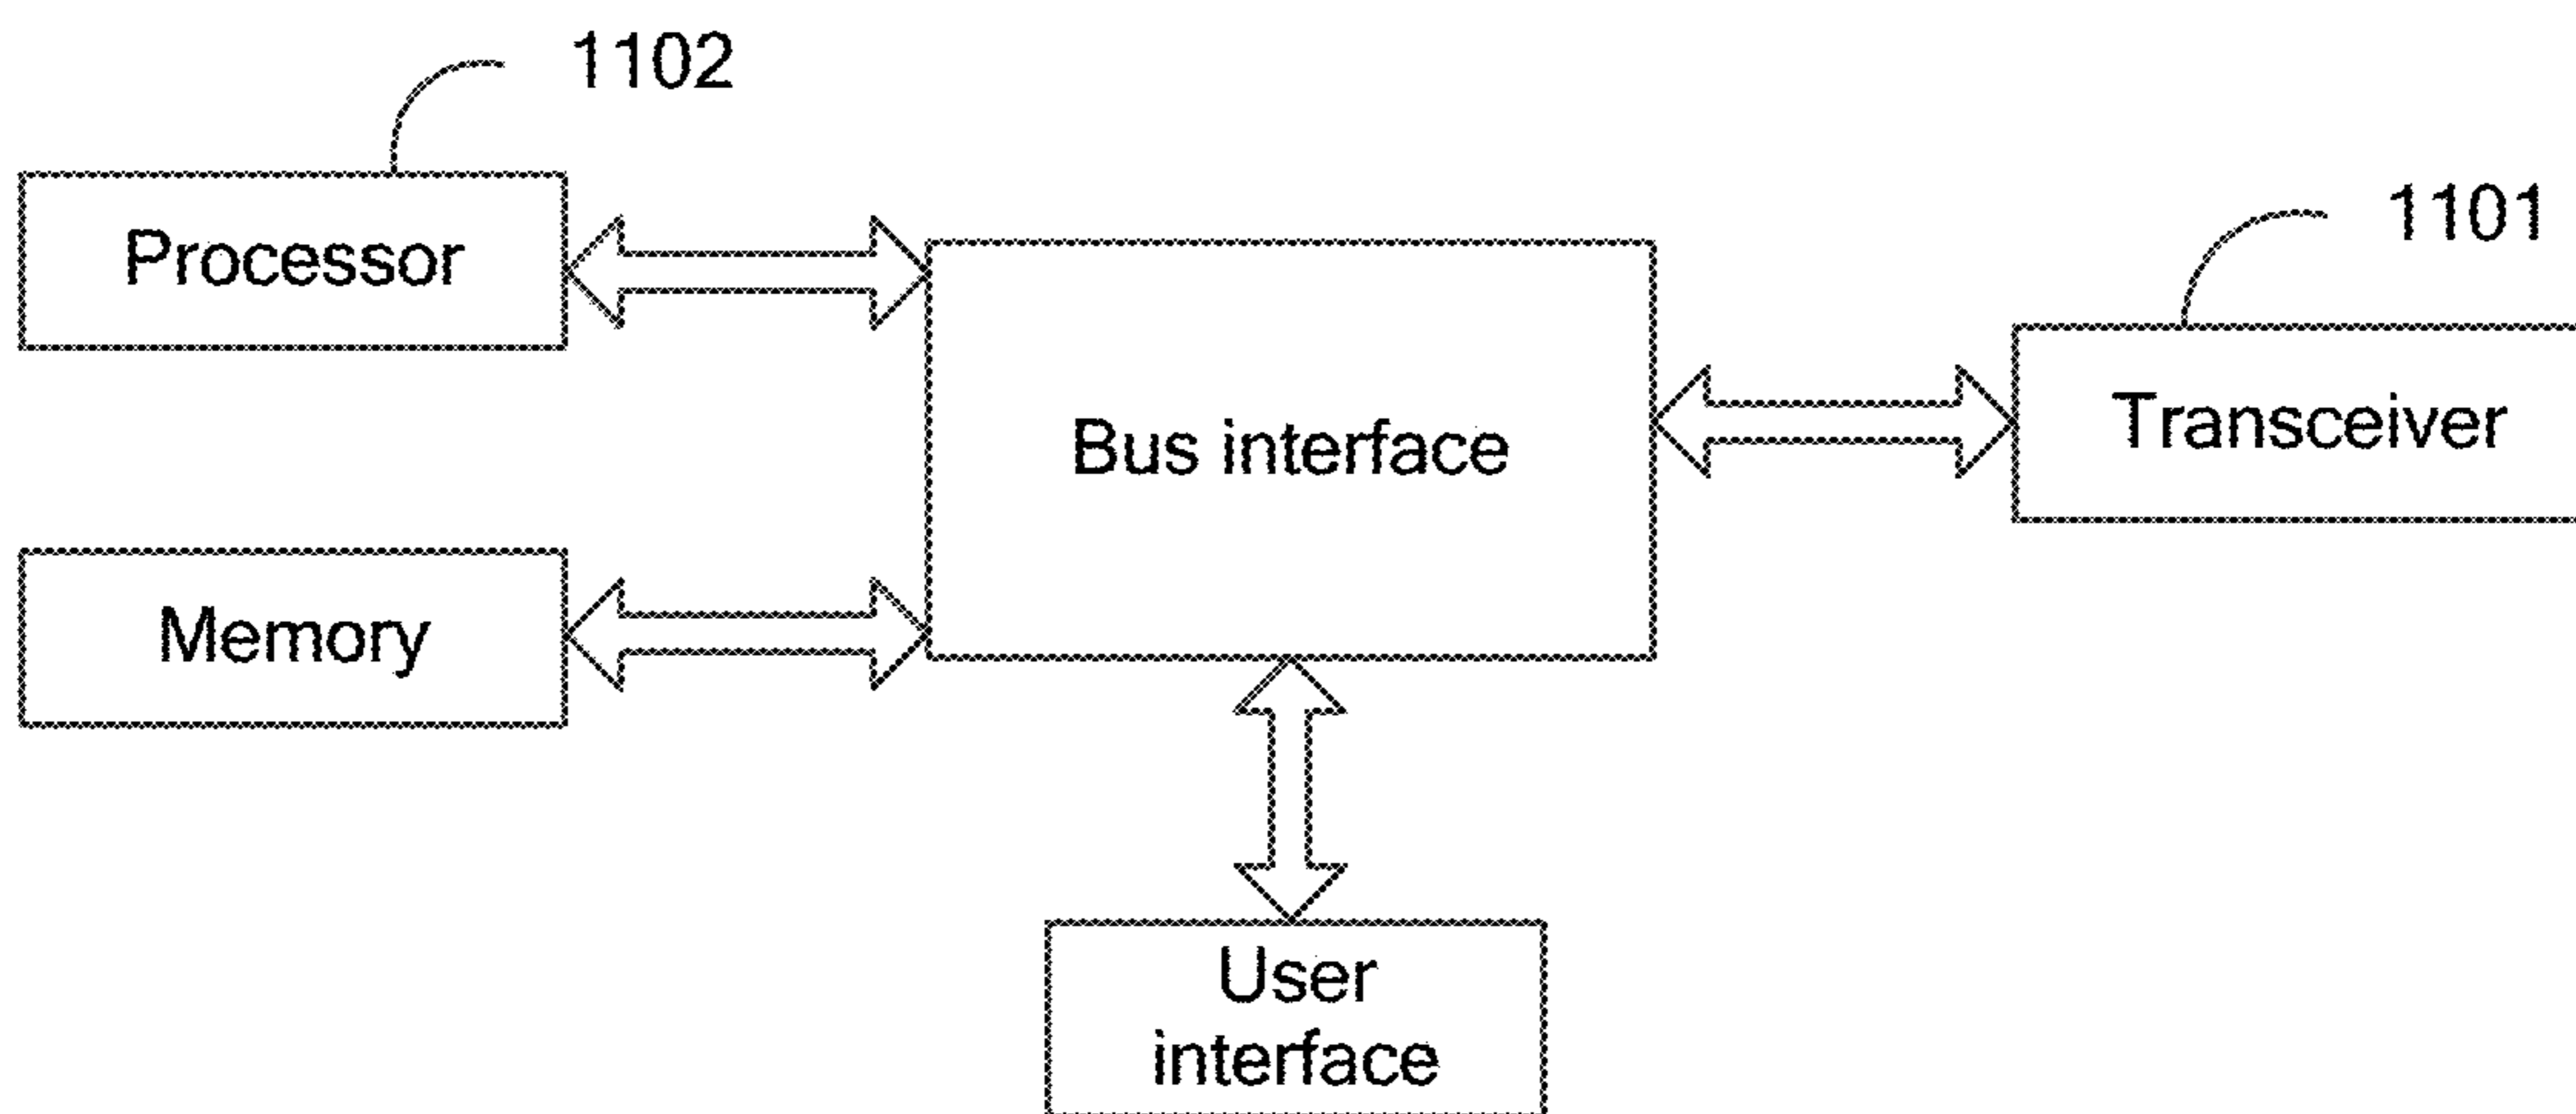 1102
Processor
1101
Bus interface
Transceiver
Memory
User
interface